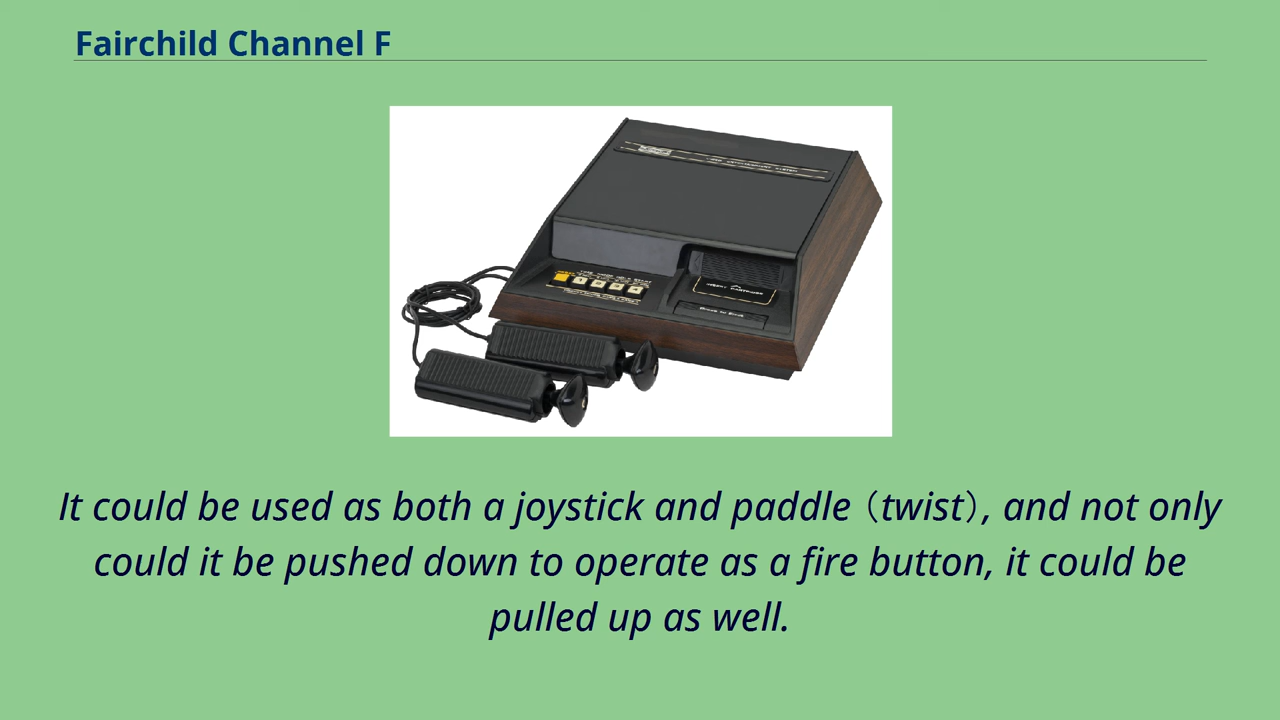 Fairchild Channel F
It could be used as both a joystick and paddle (twist), and not only
could it be pushed down to operate as a fire button, it could be
pulled up as well.